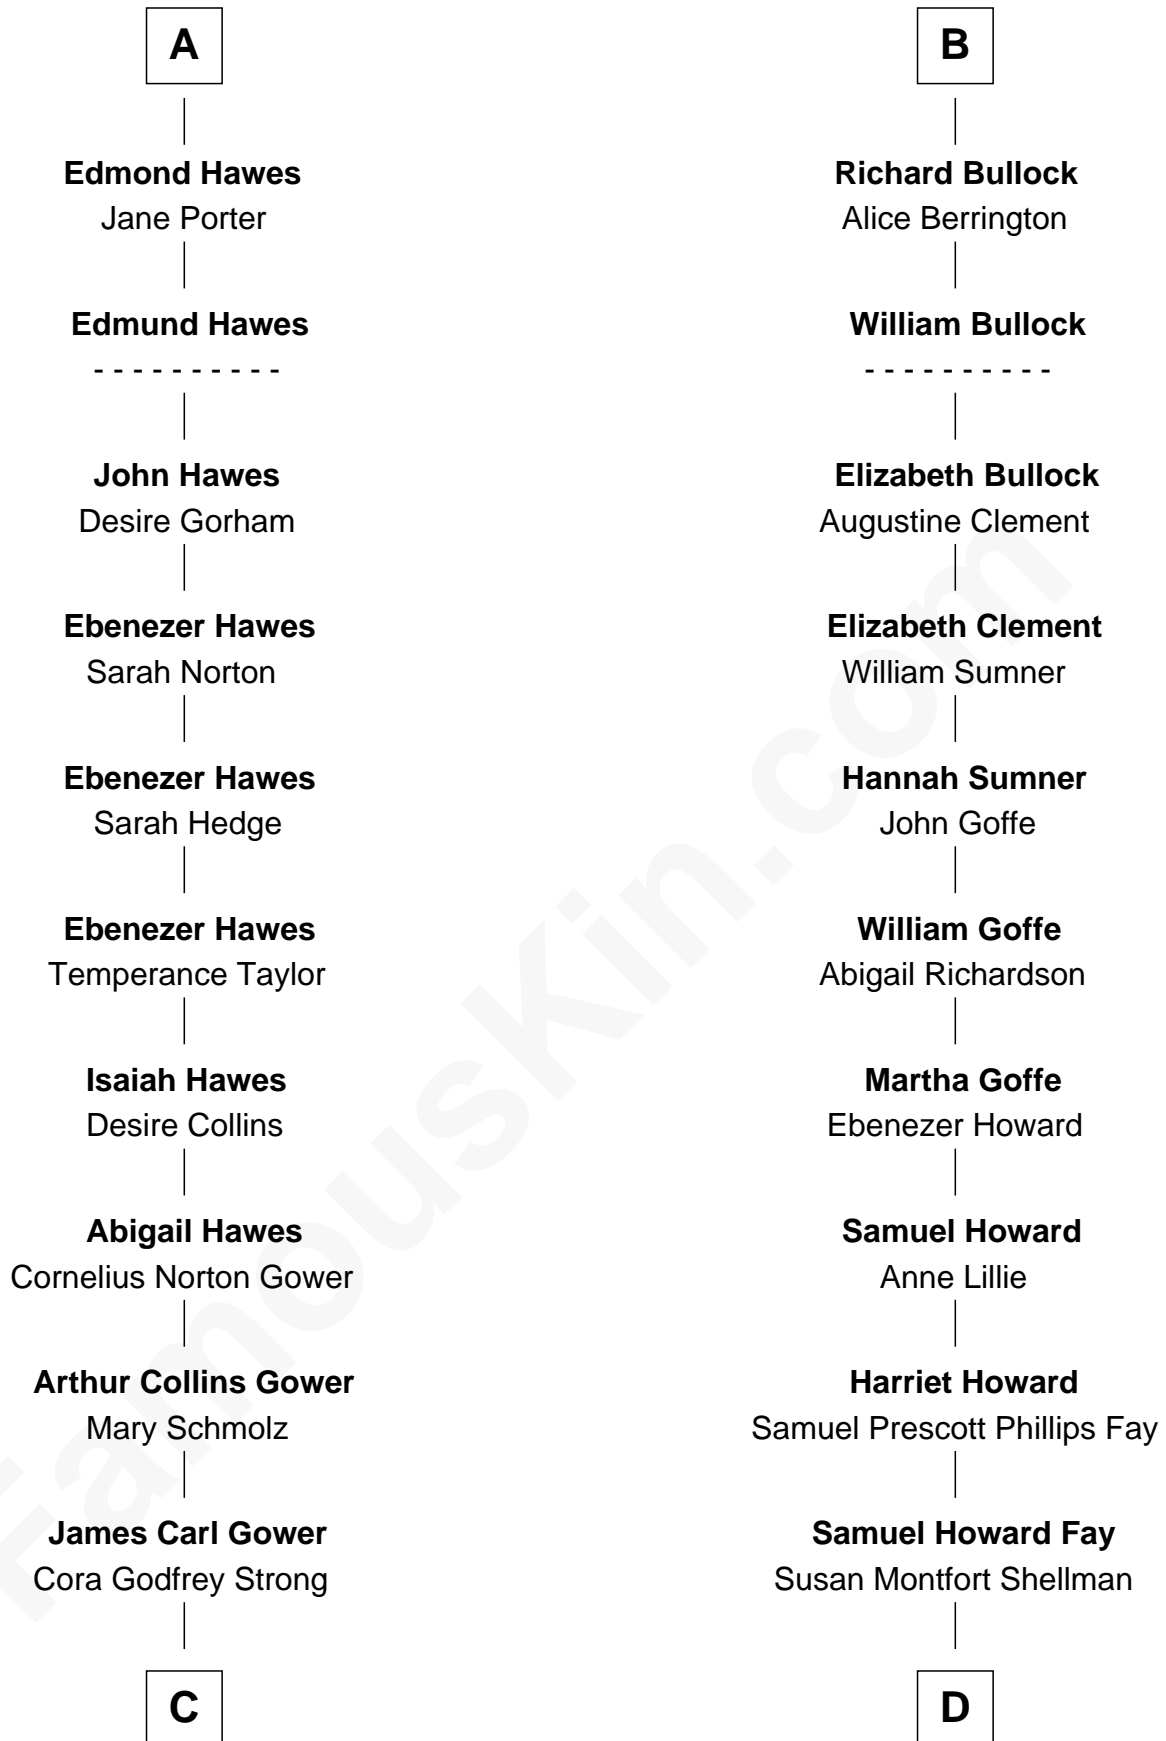 A
Edmond Hawes
Jane Porter
Edmund Hawes
- - - - - - - - - -
John Hawes
Desire Gorham
Ebenezer Hawes
Sarah Norton
Ebenezer Hawes
Sarah Hedge
Ebenezer Hawes
Temperance Taylor
Isaiah Hawes
Desire Collins
Abigail Hawes
Cornelius Norton Gower
Arthur Collins Gower
Mary Schmolz
James Carl Gower
Cora Godfrey Strong
C
B
Richard Bullock
Alice Berrington
William Bullock
- - - - - - - - - -
Elizabeth Bullock
Augustine Clement
Elizabeth Clement
William Sumner
Hannah Sumner
John Goffe
William Goffe
Abigail Richardson
Martha Goffe
Ebenezer Howard
Samuel Howard
Anne Lillie
Harriet Howard
Samuel Prescott Phillips Fay
Samuel Howard Fay
Susan Montfort Shellman
D
FamousKin.com